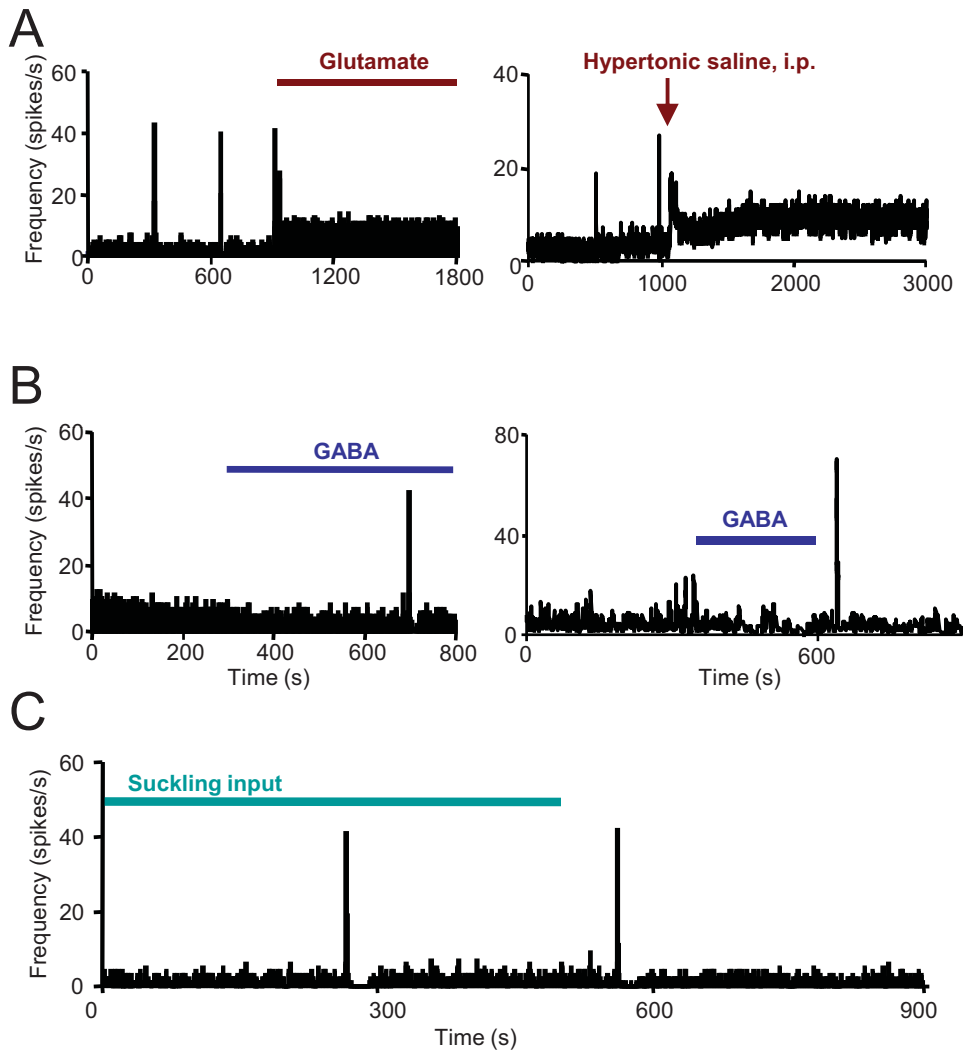 A
Frequency (spikes/s)
60
40
20
0
0
600
1200
1800
Glutamate
40
20
0
0
1000
2000
3000
Hypertonic saline, i.p.
B
Frequency (spikes/s)
60
40
20
0
0
200
400
600
800
Time (s)
GABA
80
40
0
0
600
Time (s)
GABA
C
Frequency (spikes/s)
60
40
20
0
0
300
600
900
Time (s)
Suckling input